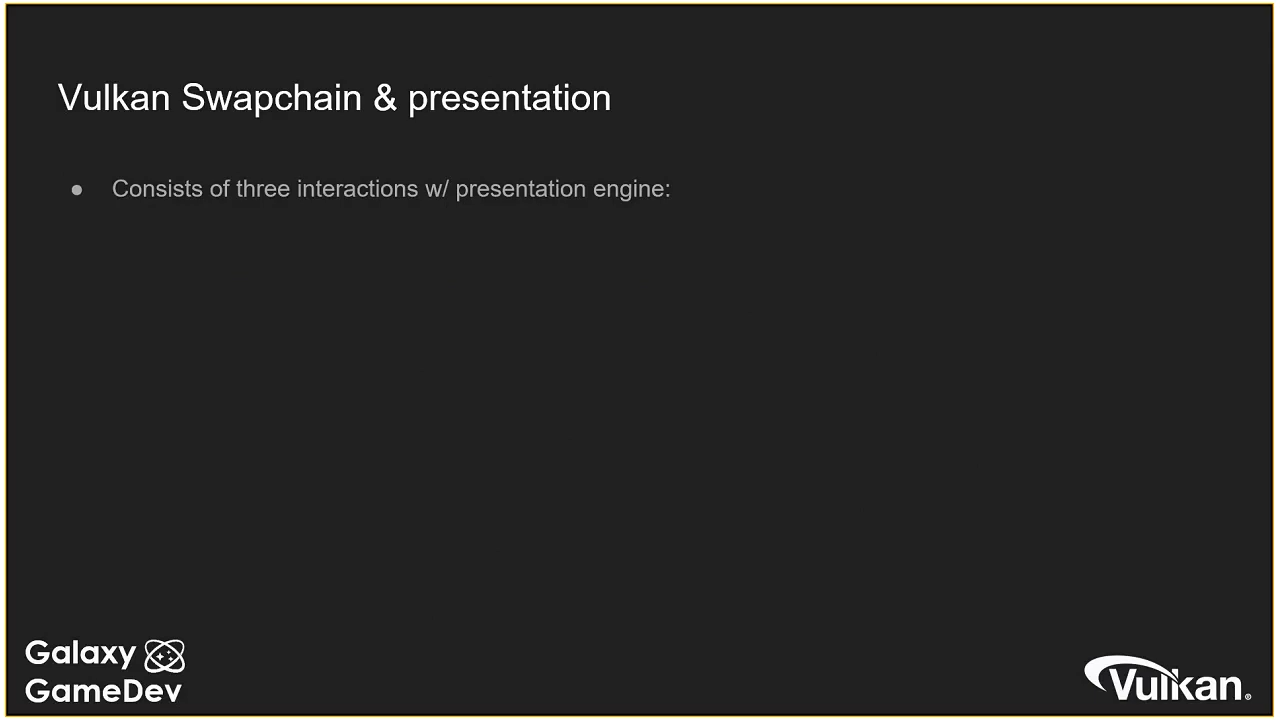 Vulkan Swapchain & presentation
● Consists of three interactions w/ presentation engine:
Galaxy
GameDev
Vulkan®